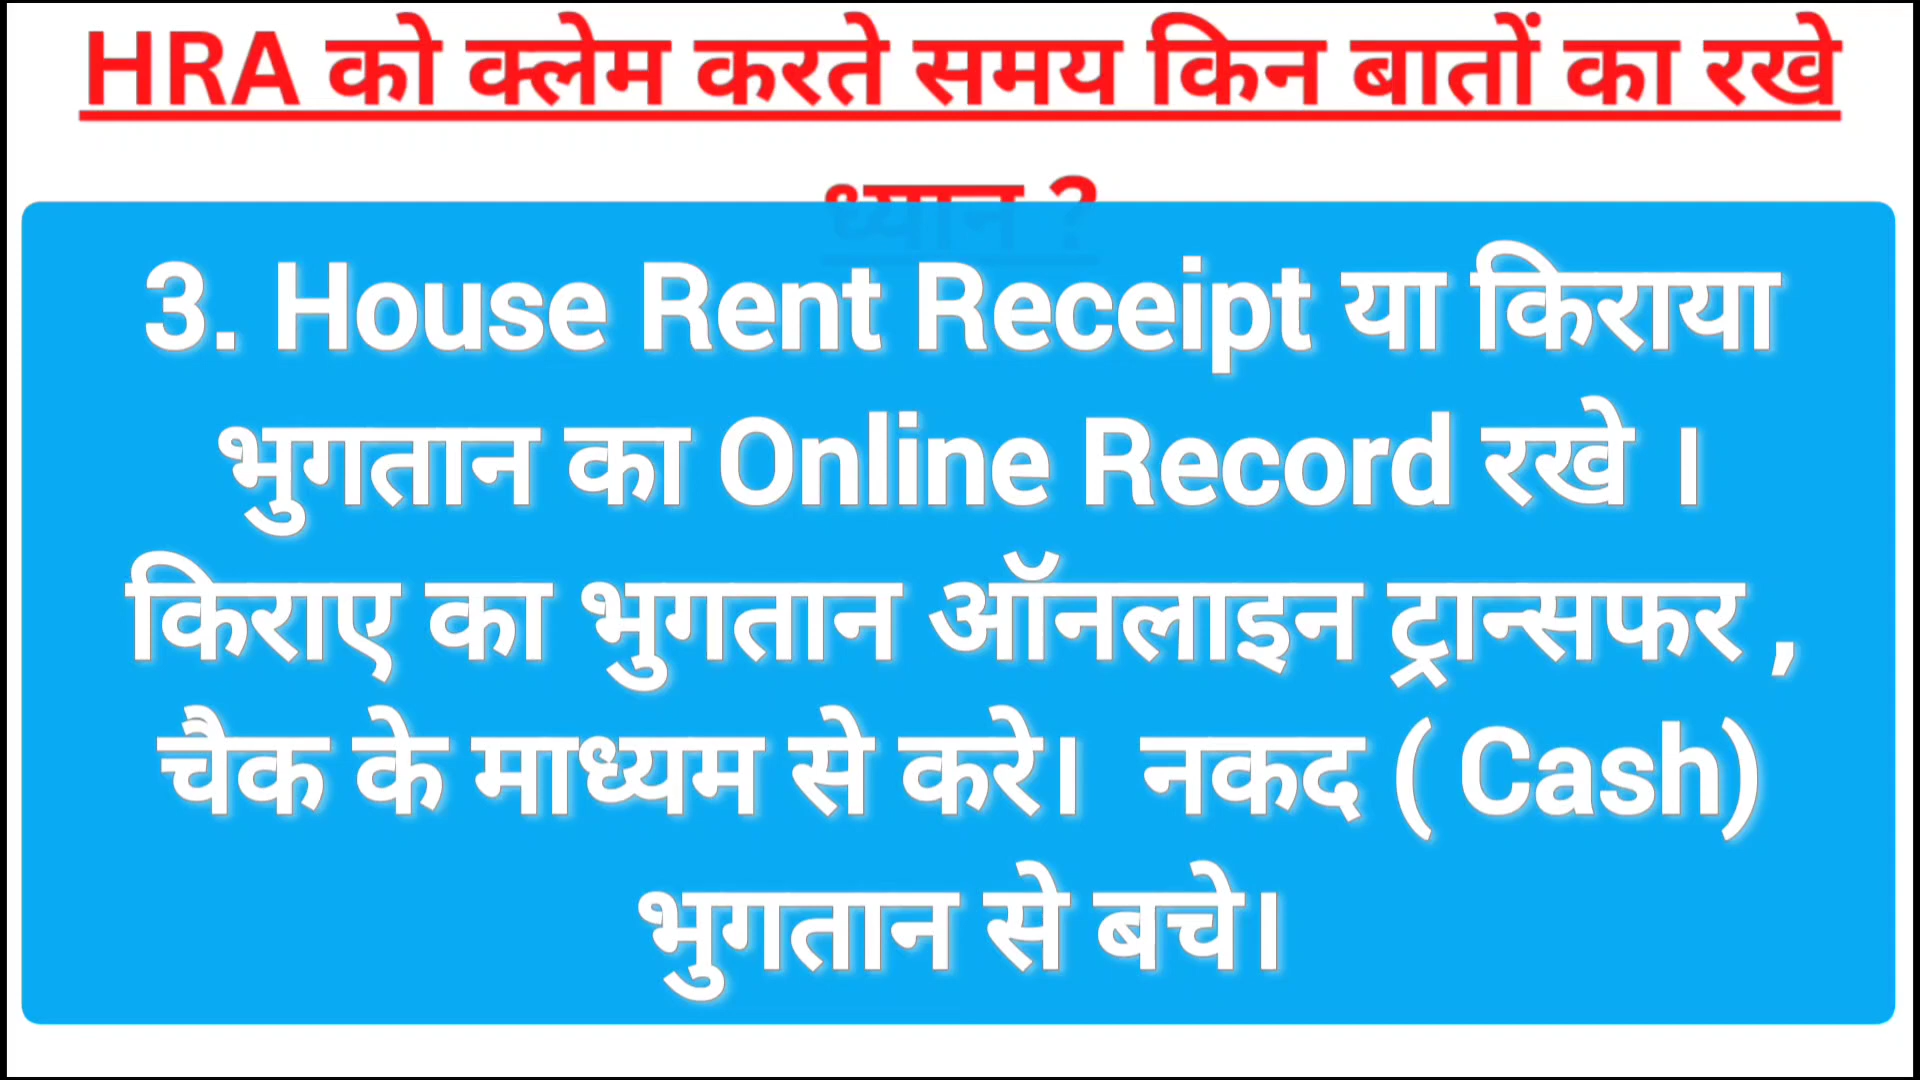 HRA को क्लेम करते समय किन बातों का रखे
ध्यान ?
3. House Rent Receipt या किराया
भुगतान का Online Record रखे ।
किराए का भुगतान ऑनलाइन ट्रान्सफर ,
चैक के माध्यम से करे। नकद ( Cash)
भुगतान से बचे।